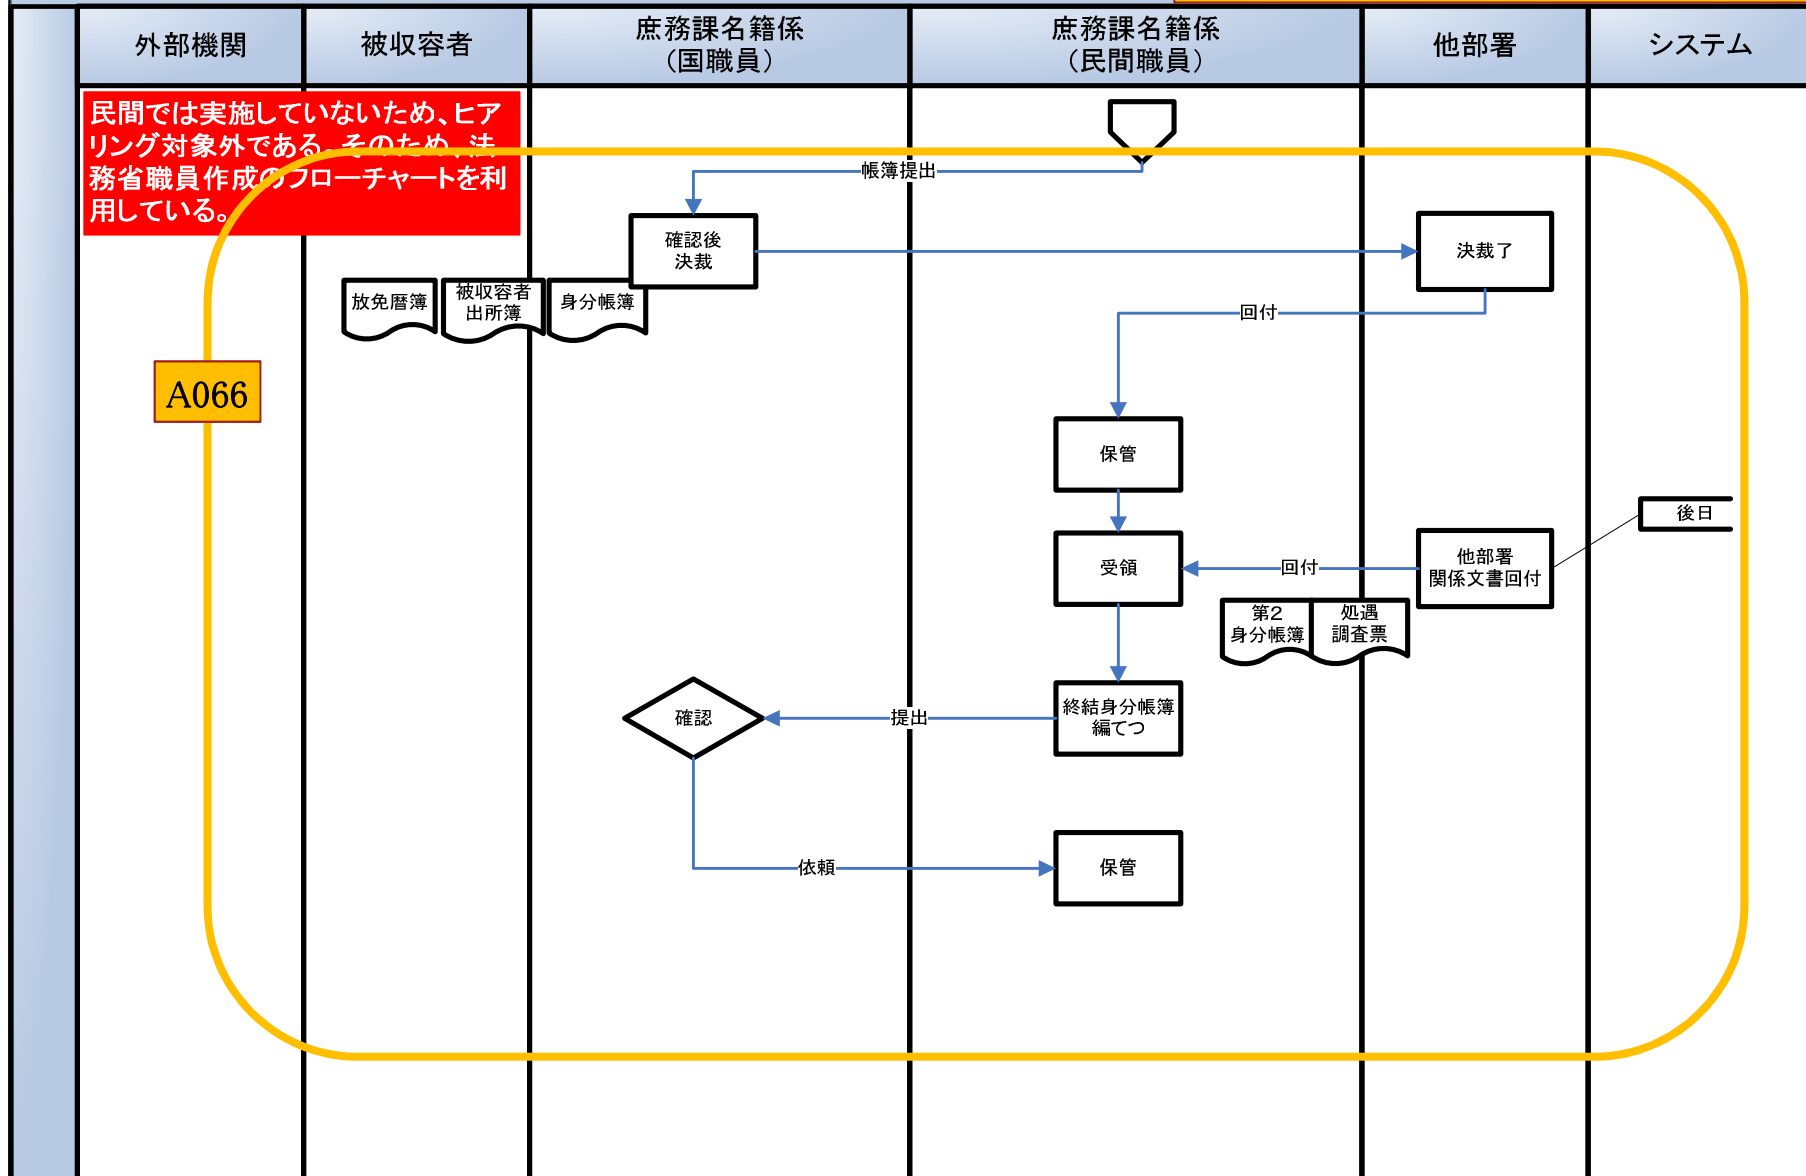 外部機関
被収容者
庶務課名籍係
（国職員）
庶務課名籍係
（民間職員）
他部署
システム
民間では実施していないため、ヒア
リング対象外である。そのため、法
務省職員作成のフローチャートを利
用している。
帳簿提出
確認後
決裁
決裁了
放免暦簿
被収容者
出所簿
身分帳簿
回付
A066
保管
後日
受領
回付
他部署
関係文書回付
第2
身分帳簿
処遇
調査票
確認
提出
終結身分帳簿
編てつ
依頼
保管